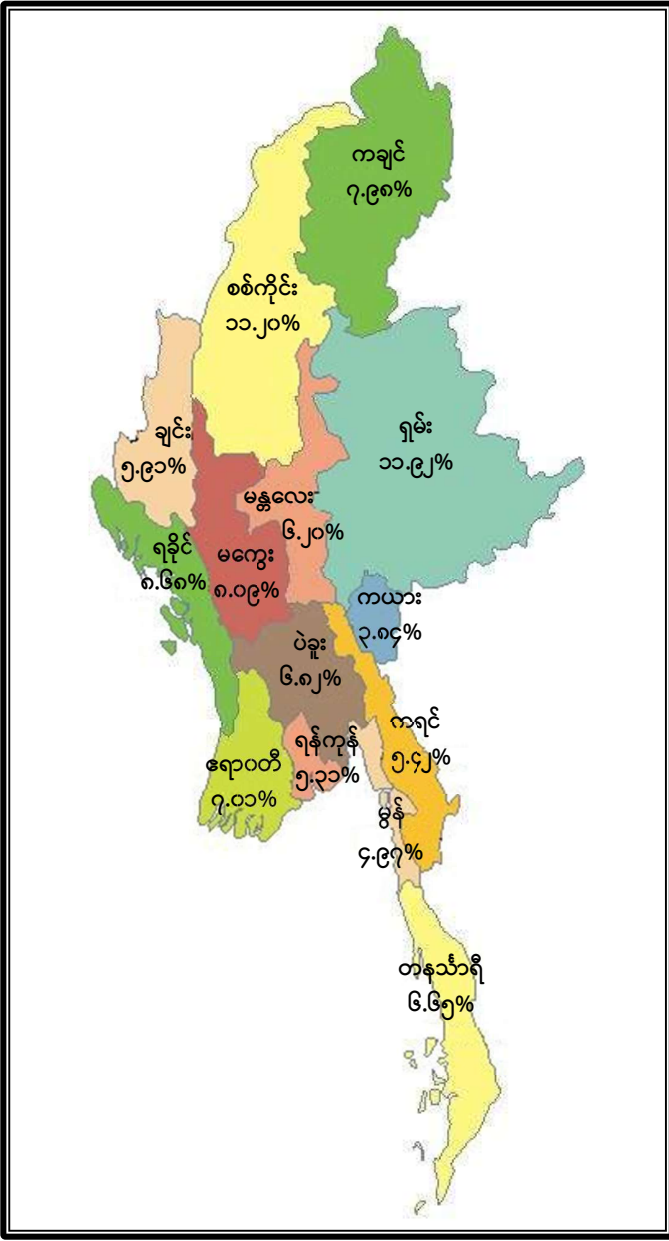 ကချင်
၇.၉၈%
စစ်ကိုင်း
၁၁.၂၀%
ချင်း
၅.၉၁%
ရှမ်း
၁၁.၉၂%
မန္တလေး
၆.၂၀%
ရခိုင်
၈.၆၈%
မကွေး
၈.၀၉%
ကယား
၃.၈၄%
ပဲခူး
၆.၈၂%
ကရင်
၅.၄၂%
ရန်ကုန်
၅.၃၁%
ဧရာဝတီ
၇.၀၁%
မွန်
၄.၉၇%
တနင်္သာရီ
၆.၆၅%